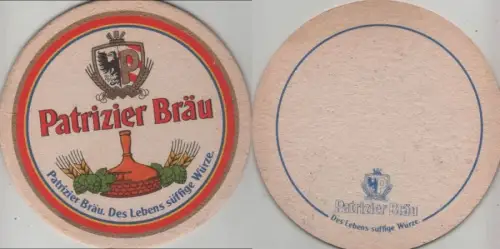 P
Patrizier Bräu
Patrizier Bräu. Des Lebens süffige Würze.
P
Patrizier Bräu
Des Lebens süffige Würze.